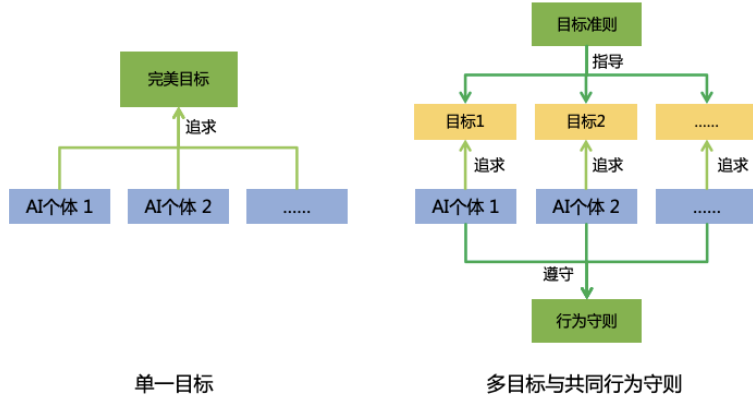 完美目标
追求
AI个体 1
AI个体 2
......
单一目标
目标准则
指导
目标1
目标2
......
追求
追求
追求
AI个体 1
AI个体 2
......
遵守
行为守则
多目标与共同行为守则